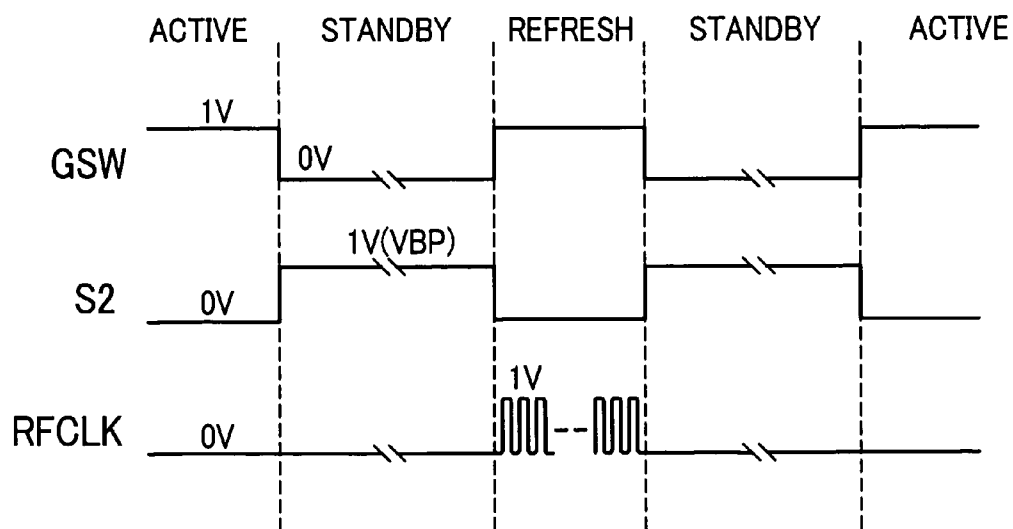 ACTIVE STANDBY REFRESH STANDBY ACTIVE
1V
GSW 0V
1V(VBP)
S2 0V
1V
RFCLK 0V